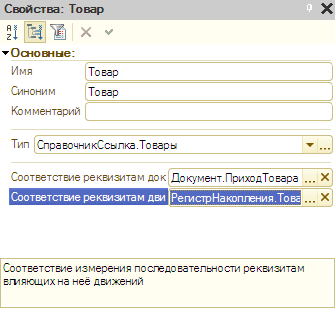 Свойства: Товар
Основные:
Имя Товар
Синоним Товар
Комментарий
Тип СправочникСсылка.Товары ...
Соответствие реквизитам док Документ.ПриходТовара ...
Соответствие реквизитам дви РегистрНакопления.Това ...
Соответствие измерения последовательности реквизитам
влияющих на неё движений